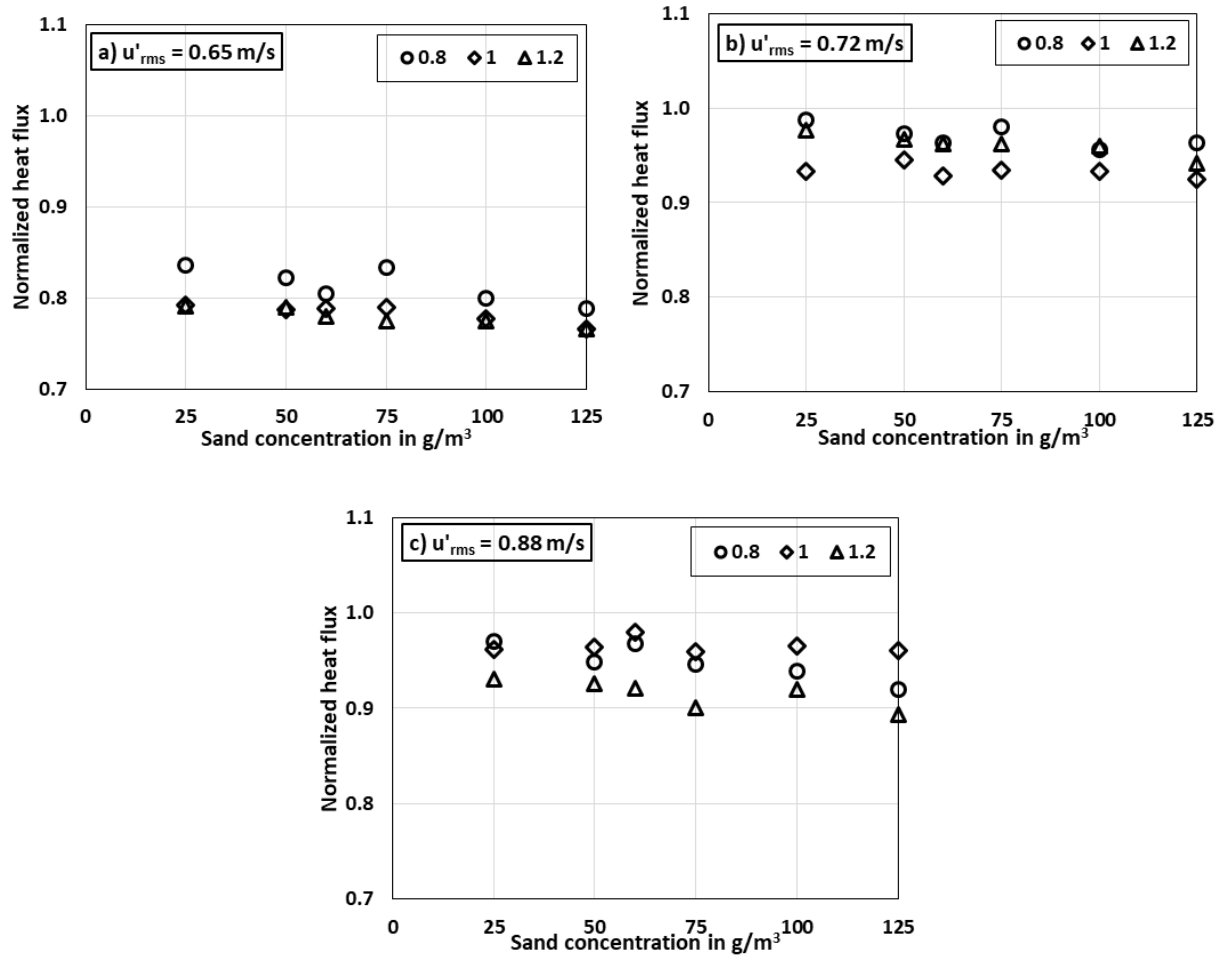 a) u'rms = 0.65 m/s
0.8 1 1.2
Normalized heat flux
1.1
1.0
0.9
0.8
0.7
0 25 50 75 100 125
Sand concentration in g/m³
b) u'rms = 0.72 m/s
0.8 1 1.2
Normalized heat flux
1.1
1.0
0.9
0.8
0.7
0 25 50 75 100 125
Sand concentration in g/m³
c) u'rms = 0.88 m/s
0.8 1 1.2
Normalized heat flux
1.1
1.0
0.9
0.8
0.7
0 25 50 75 100 125
Sand concentration in g/m³